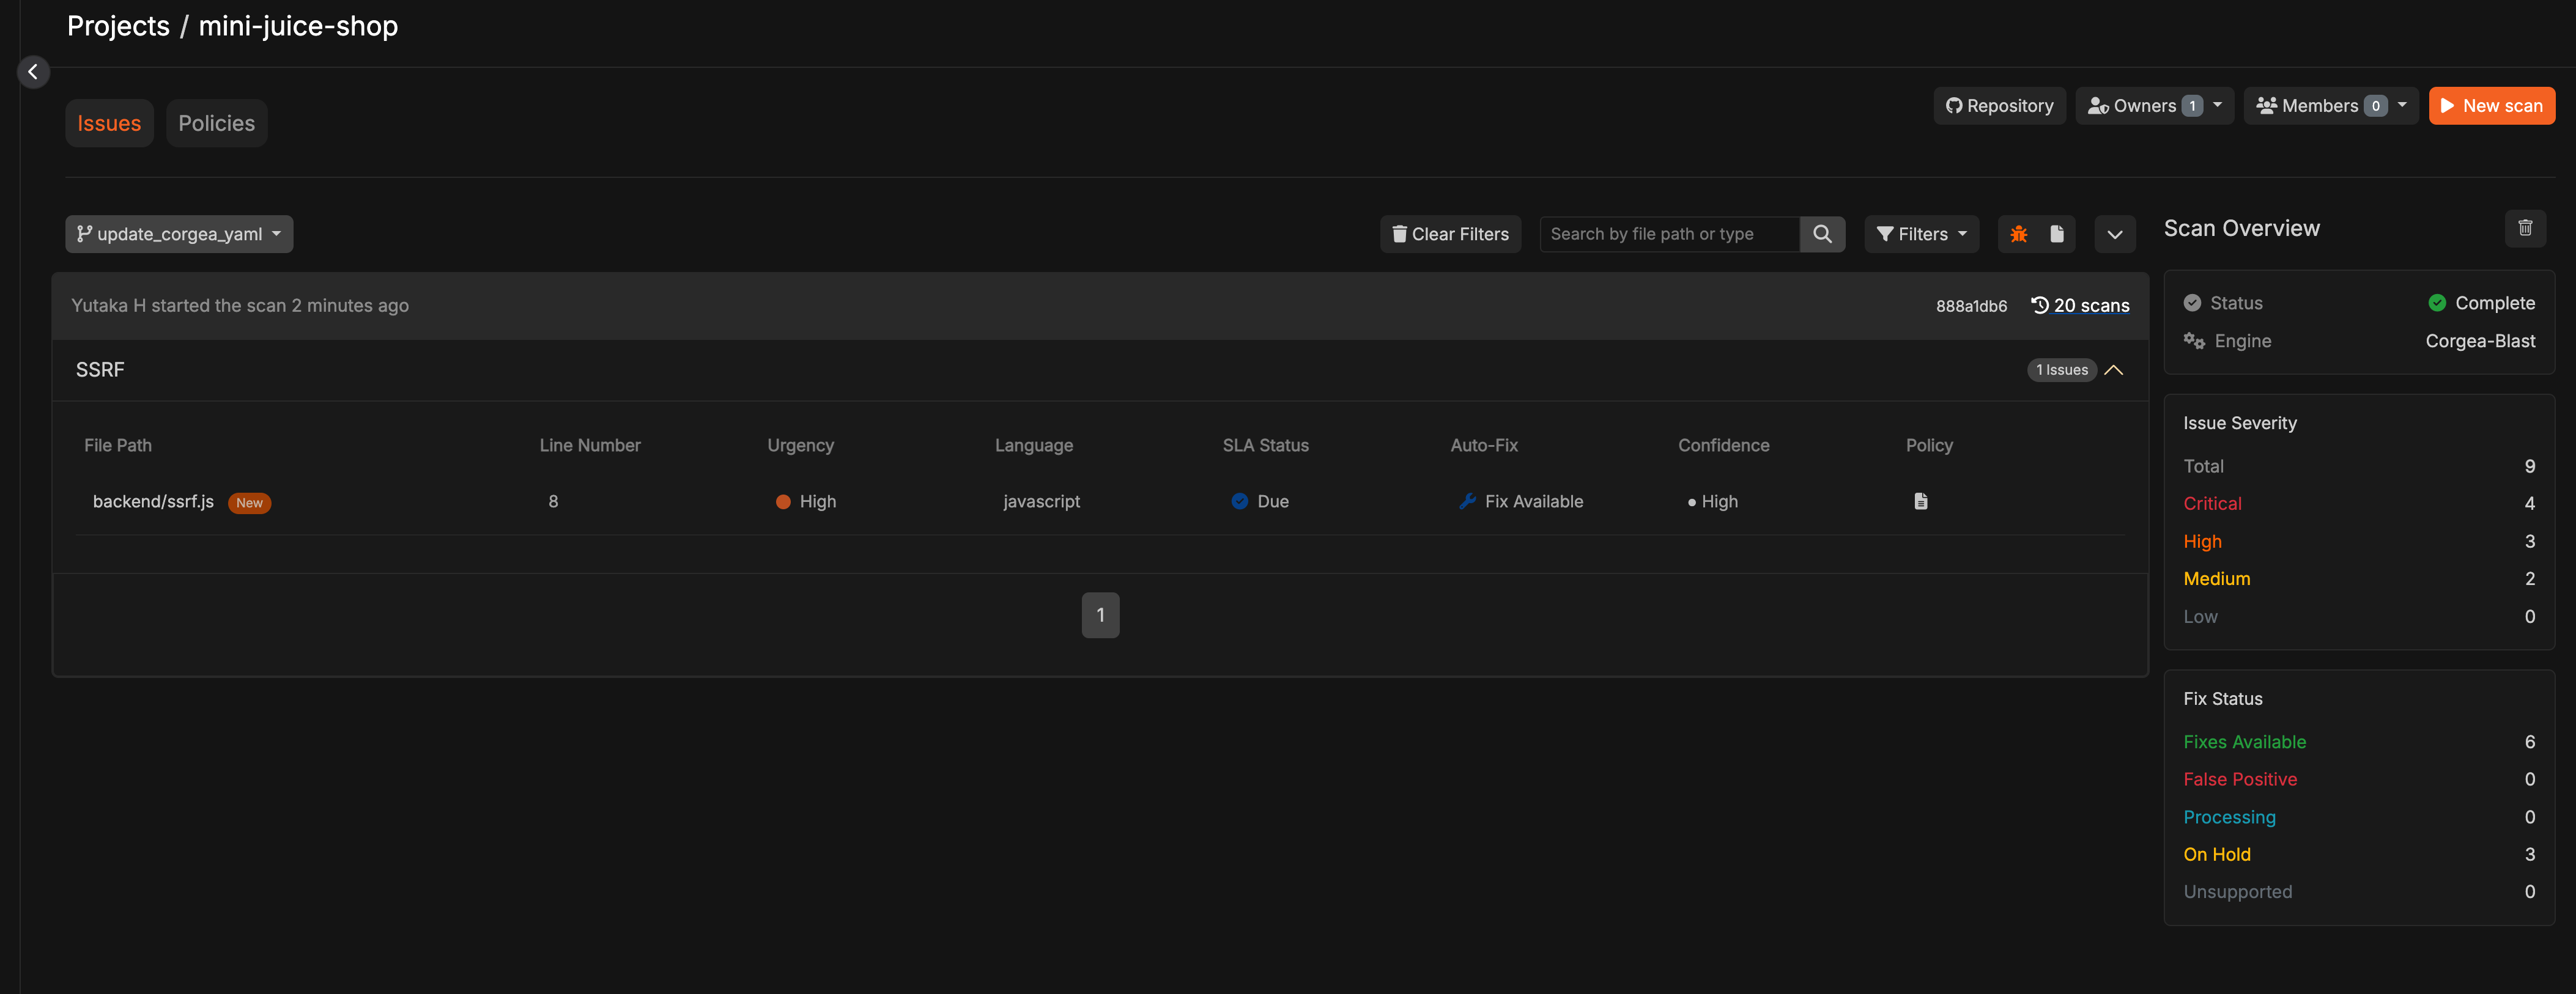 Projects / mini-juice-shop
Issues
Policies
Repository
Owners 1
Members 0
New scan
update_corgea_yaml
Clear Filters
Search by file path or type
Filters
Scan Overview
Yutaka H started the scan 2 minutes ago
888a1db6
20 scans
SSRF
1 Issues
File Path Line Number Urgency Language SLA Status Auto-Fix Confidence Policy
backend/ssrf.js New 8 High javascript Due Fix Available High
1
Status Complete
Engine Corgea-Blast
Issue Severity
Total 9
Critical 4
High 3
Medium 2
Low 0
Fix Status
Fixes Available 6
False Positive 0
Processing 0
On Hold 3
Unsupported 0